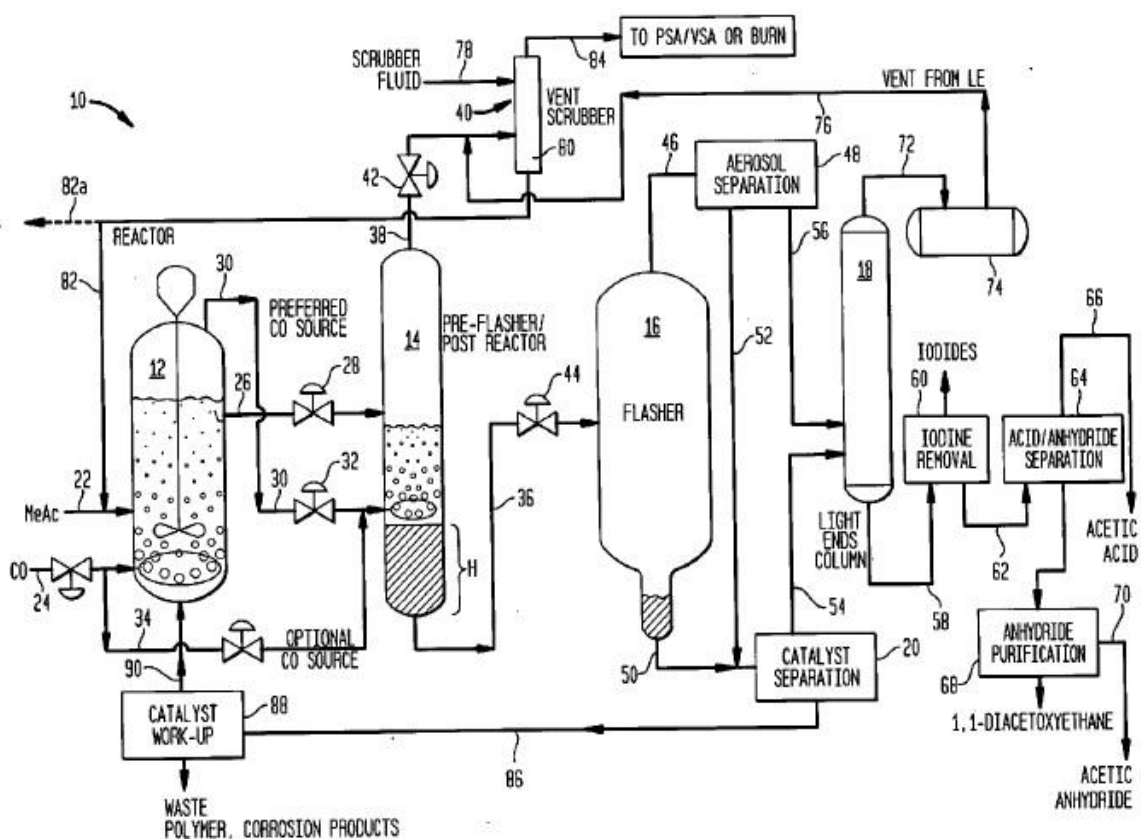 TO PSA/VSA OR BURN
84
SCRUBBER
FLUID
78
40
VENT
SCRUBBER
80
VENT FROM LE
76
10
42
46
AEROSOL
SEPARATION
48
72
82a
REACTOR
38
56
74
82
30
PREFERRED
CO SOURCE
12
14
PRE-FLASHER/
POST REACTOR
16
FLASHER
52
18
66
26
28
44
IODIDES
60
64
IODINE
REMOVAL
ACID/ANHYDRIDE
SEPARATION
32
30
36
22
MeAc
CO
24
H
LIGHT
ENDS
COLUMN
62
ACETIC
ACID
34
OPTIONAL
CO SOURCE
54
58
70
90
50
CATALYST
SEPARATION
20
ANHYDRIDE
PURIFICATION
68
CATALYST
WORK-UP
88
86
1,1-DIACETOXYETHANE
WASTE
POLYMER, CORROSION PRODUCTS
ACETIC
ANHYDRIDE